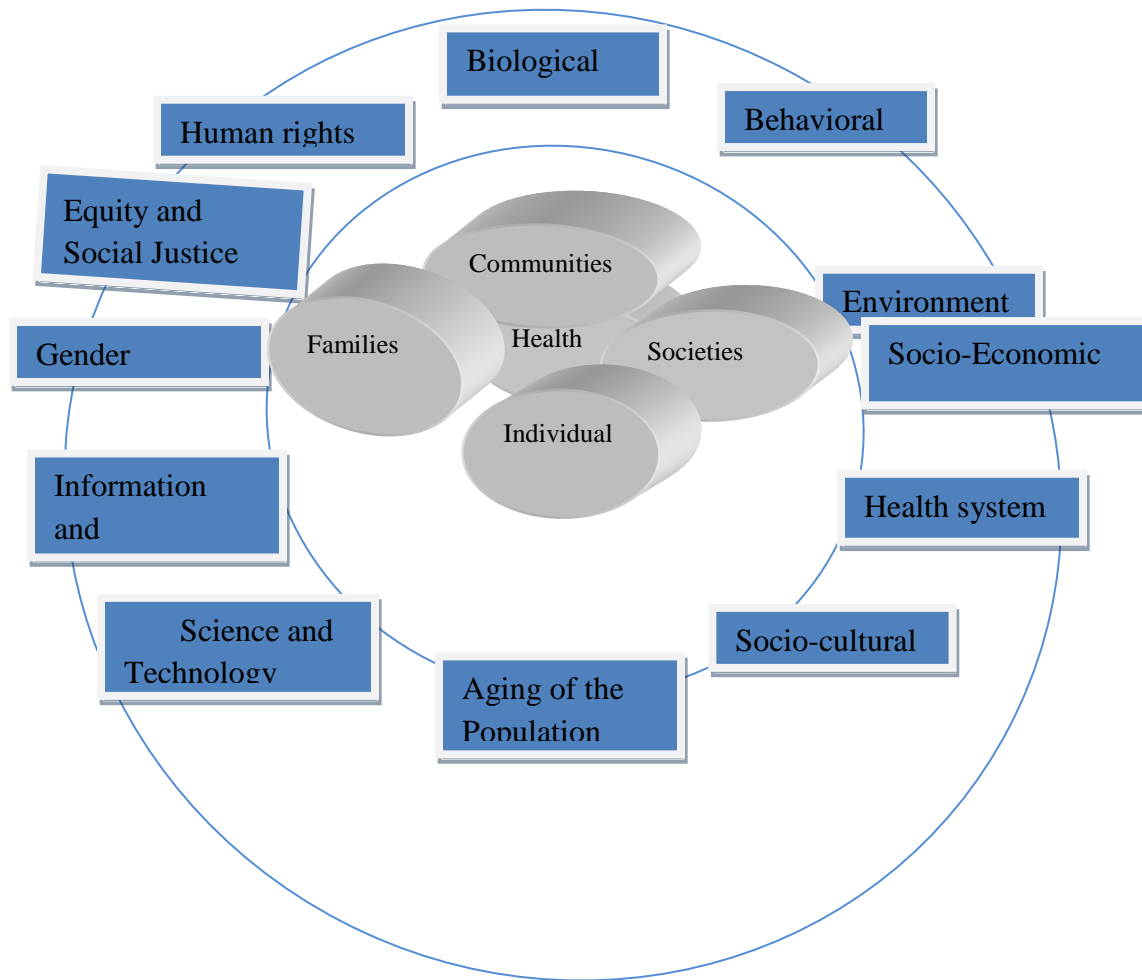 Biological
Behavioral
Human rights
Equity and
Social Justice
Communities
Environment
Gender
Families
Health
Societies
Socio-Economic
Individual
Information
and
Health system
Science and
Technology
Socio-cultural
Aging of the
Population